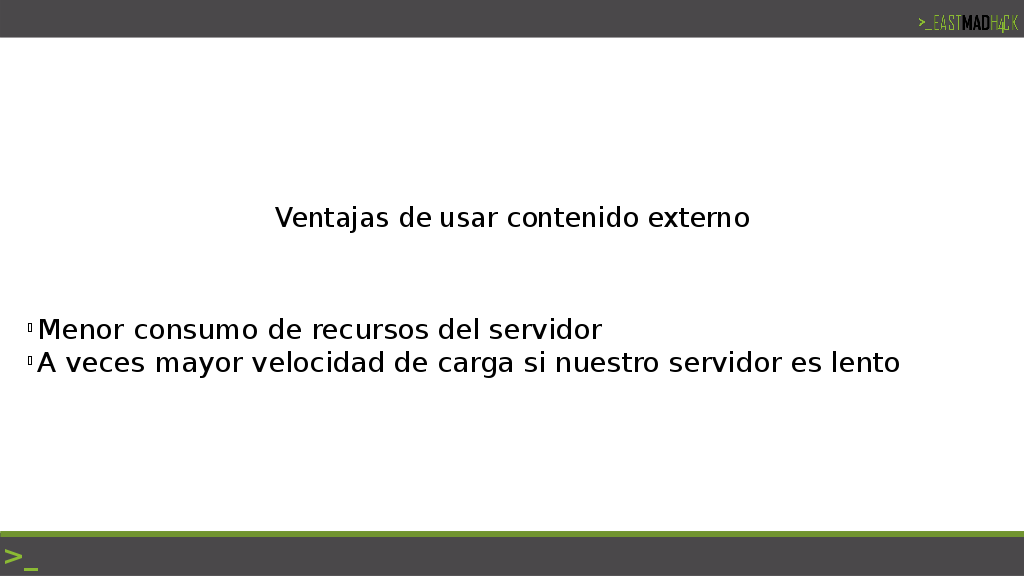 >_EASTMADH4CK
Ventajas de usar contenido externo
Menor consumo de recursos del servidor
A veces mayor velocidad de carga si nuestro servidor es lento
>_